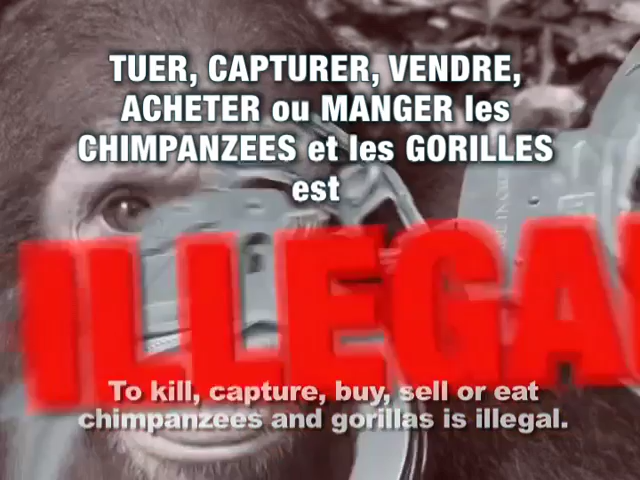 TUER, CAPTURER, VENDRE,
ACHETER ou MANGER les
CHIMPANZEES et les GORILLES
est
ILLEGA
To kill, capture, buy, sell or eat
chimpanzees and gorillas is illegal.